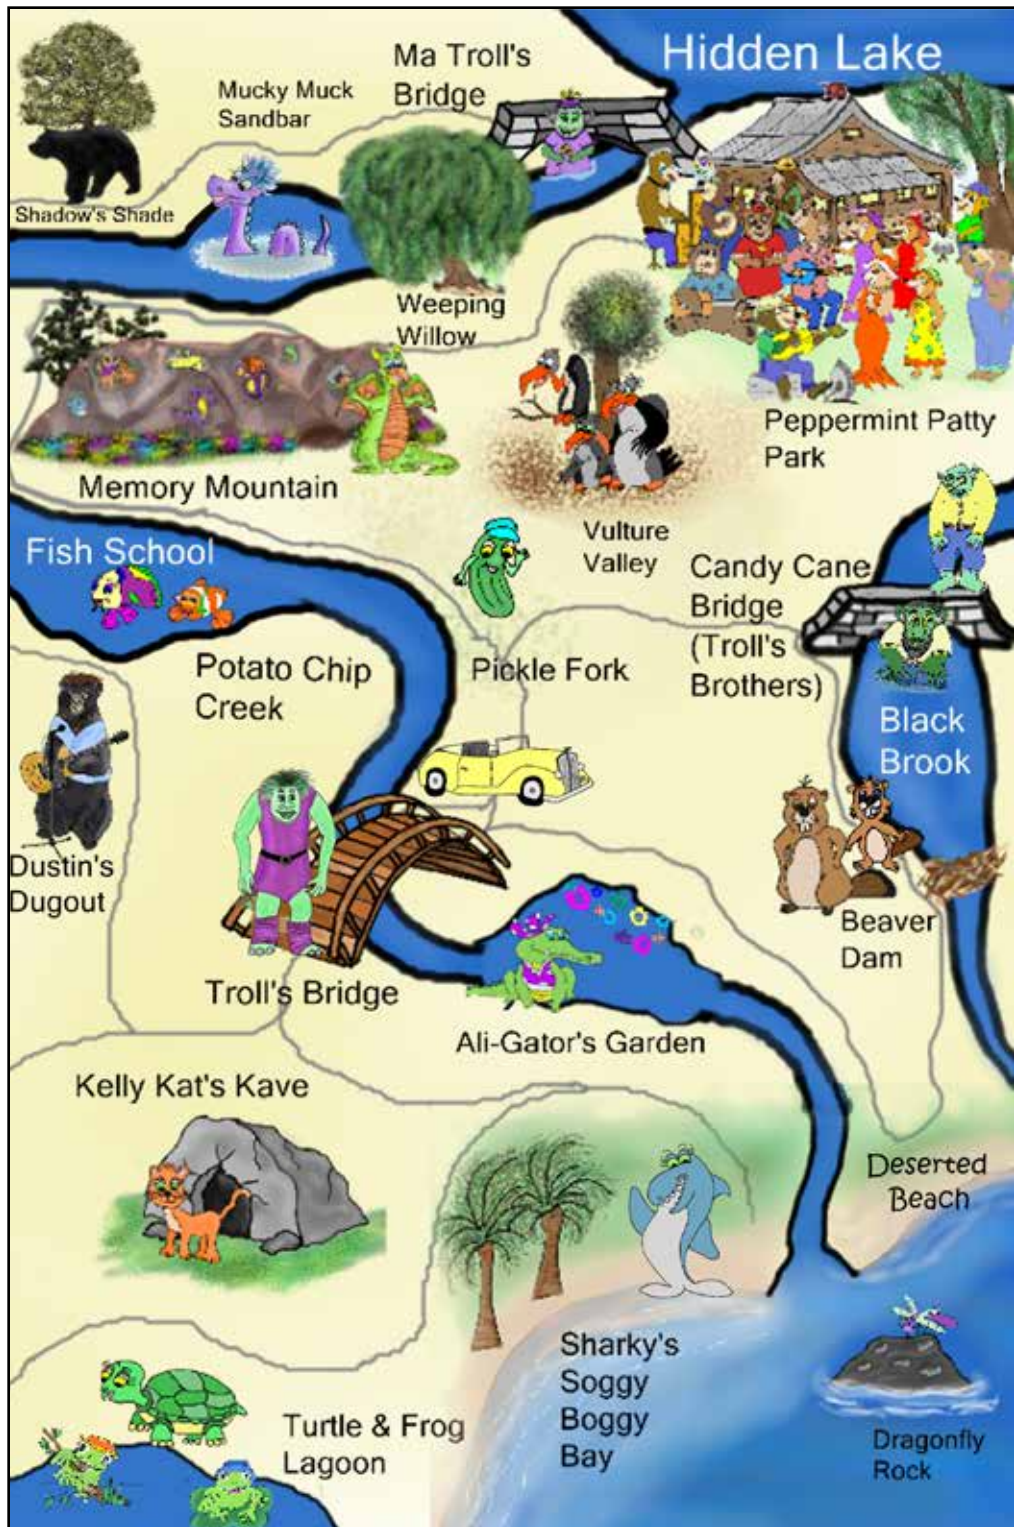 Hidden Lake
Ma Troll's
Bridge
Mucky Muck
Sandbar
Shadow's Shade
Weeping
Willow
Peppermint Patty
Park
Memory Mountain
Vulture
Valley
Fish School
Candy Cane
Bridge
(Troll's
Brothers)
Potato Chip
Creek
Pickle Fork
Black
Brook
Dustin's
Dugout
Beaver
Dam
Troll's Bridge
Ali-Gator's Garden
Kelly Kat's Kave
Deserted
Beach
Sharky's
Soggy
Boggy
Bay
Turtle & Frog
Lagoon
Dragonfly
Rock